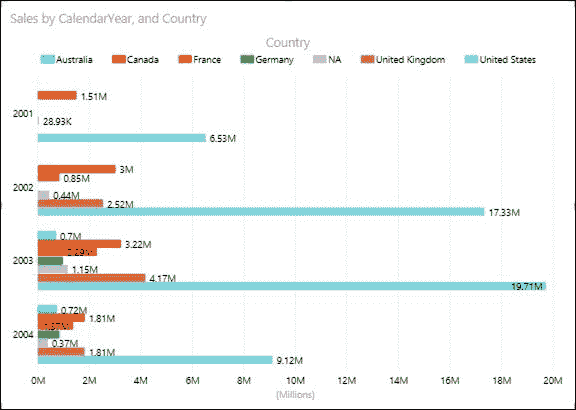 Sales by CalendarYear, and Country
Country
Australia Canada France Germany NA United Kingdom United States
2001
1.51M
28.93K
6.53M
2002
3M
0.85M
0.44M
2.52M
17.33M
2003
0.7M
3.22M
2.29M
1.15M
4.17M
19.71M
2004
0.72M
1.81M
0.37M
1.81M
9.12M
0M 2M 4M 6M 8M 10M 12M 14M 16M 18M 20M
(Millions)